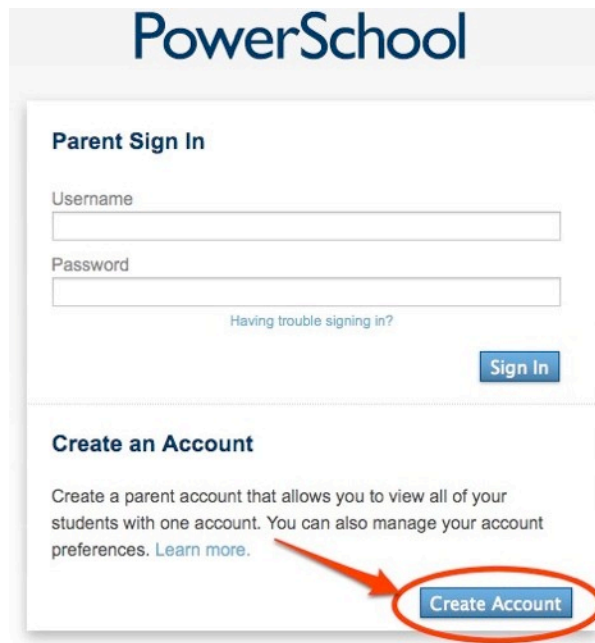 PowerSchool
Parent Sign In
Username
Password
Having trouble signing in?
Sign In
Create an Account
Create a parent account that allows you to view all of your
students with one account. You can also manage your account
preferences. Learn more.
Create Account